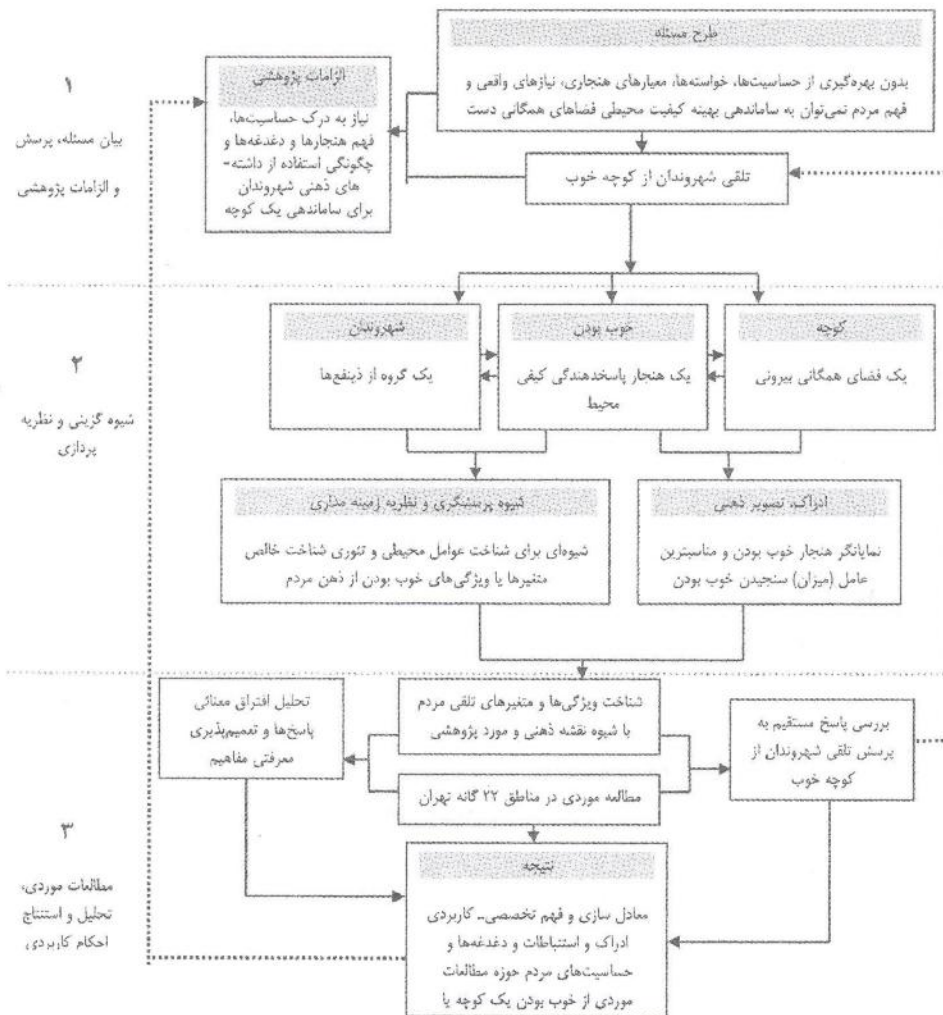 طرح مسئله
بدون بهره‌گیری از حساسیت‌ها، خواسته‌ها، معیارهای هنجاری، نیازهای واقعی و
فهم مردم نمی‌توان به ساماندهی بهینه کیفیت محیطی فضاهای همگانی دست
الزامات پژوهشی
نیاز به درک حساسیت‌ها،
فهم هنجارها و دغدغه‌ها و
چگونگی استفاده از داشته-
های ذهنی شهروندان
برای ساماندهی یک کوچه
تلقی شهروندان از کوچه خوب
۱
بیان مسئله، پرسش
و الزامات پژوهشی
کوچه
یک فضای همگانی بیرونی
خوب بودن
یک هنجار پاسخدهندگی کیفی
محیط
شهروندان
یک گروه از ذینفع‌ها
۲
شیوه گزینی و نظریه
پردازی
ادراک، تصویر ذهنی
نمایانگر هنجار خوب بودن و مناسبترین
عامل (میزان) سنجیدن خوب بودن
شیوه پرسشگری و نظریه زمینه مداری
شیوه‌ای برای شناخت عوامل محیطی و تئوری شناخت خالص
متغیرها یا ویژگی‌های خوب بودن از ذهن مردم
شناخت ویژگی‌ها و متغیرهای تلقی مردم
با شیوه نقشه ذهنی و مورد پژوهشی
بررسی پاسخ مستقیم به
پرسش تلقی شهروندان از
کوچه خوب
تحلیل افتراق معنائی
پاسخ‌ها و تعمیم‌پذیری
معرفتی مفاهیم
مطالعه موردی در مناطق ۲۲ گانه تهران
۳
مطالعات موردی،
تحلیل و استنتاج
احکام کاربردی
نتیجه
معادل سازی و فهم تخصصی- کاربردی
ادراک و استنباطات و دغدغه‌ها و
حساسیت‌های مردم حوزه مطالعات
موردی از خوب بودن یک کوچه یا